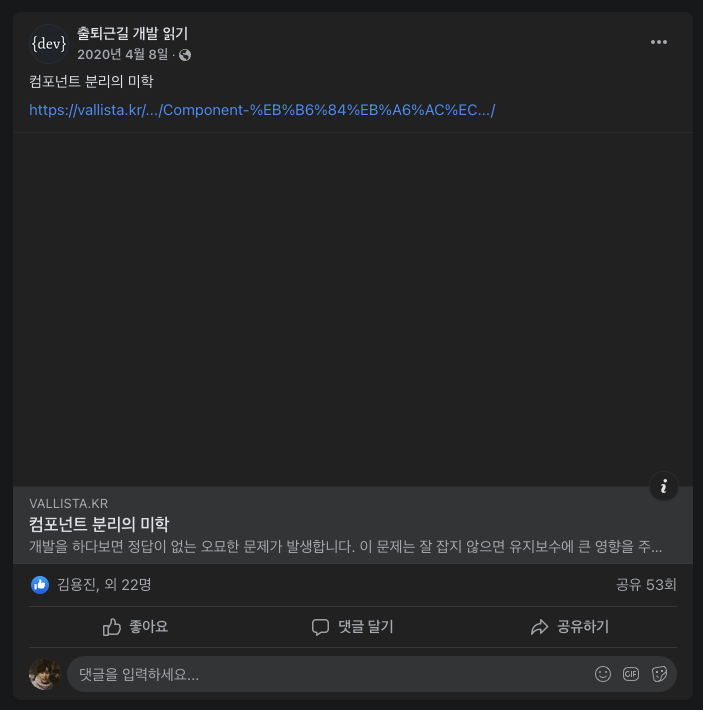 {dev}
출퇴근길 개발 읽기
2020년 4월 8일 ·
컴포넌트 분리의 미학
https://vallista.kr/.../Component-%EB%B6%84%EB%A6%AC%EC.../
i
VALLISTA.KR
컴포넌트 분리의 미학
개발을 하다보면 정답이 없는 오묘한 문제가 발생합니다. 이 문제는 잘 잡지 않으면 유지보수에 큰 영향을 주...
김용진, 외 22명
공유 53회
좋아요
댓글 달기
공유하기
댓글을 입력하세요...
GIF